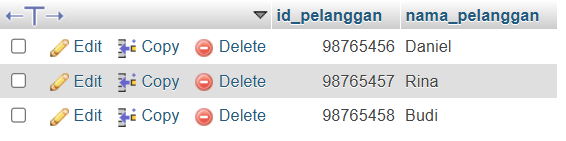 id_pelanggan nama_pelanggan
Edit Copy Delete 98765456 Daniel
Edit Copy Delete 98765457 Rina
Edit Copy Delete 98765458 Budi